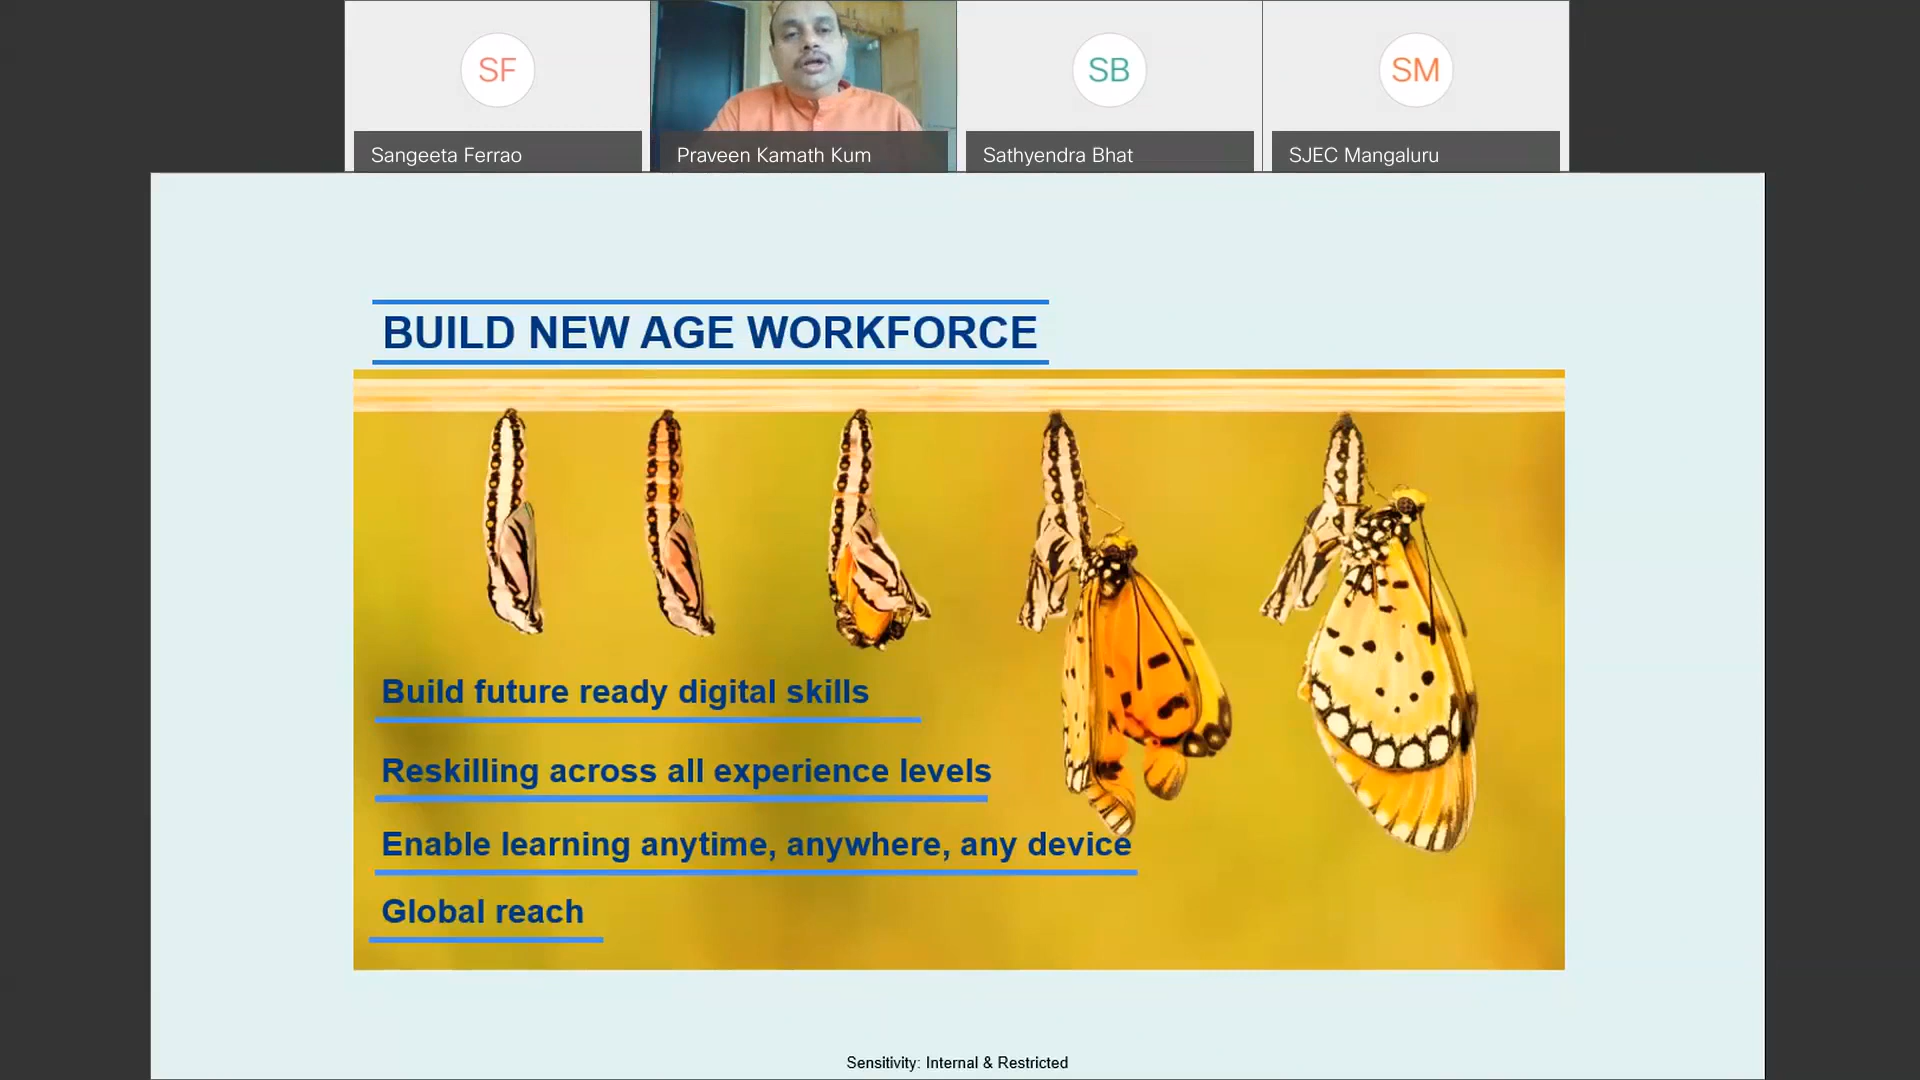 SF
SB
SM
Sangeeta Ferrao
Praveen Kamath Kum
Sathyendra Bhat
SJEC Mangaluru
BUILD NEW AGE WORKFORCE
Build future ready digital skills
Reskilling across all experience levels
Enable learning anytime, anywhere, any device
Global reach
Sensitivity: Internal & Restricted